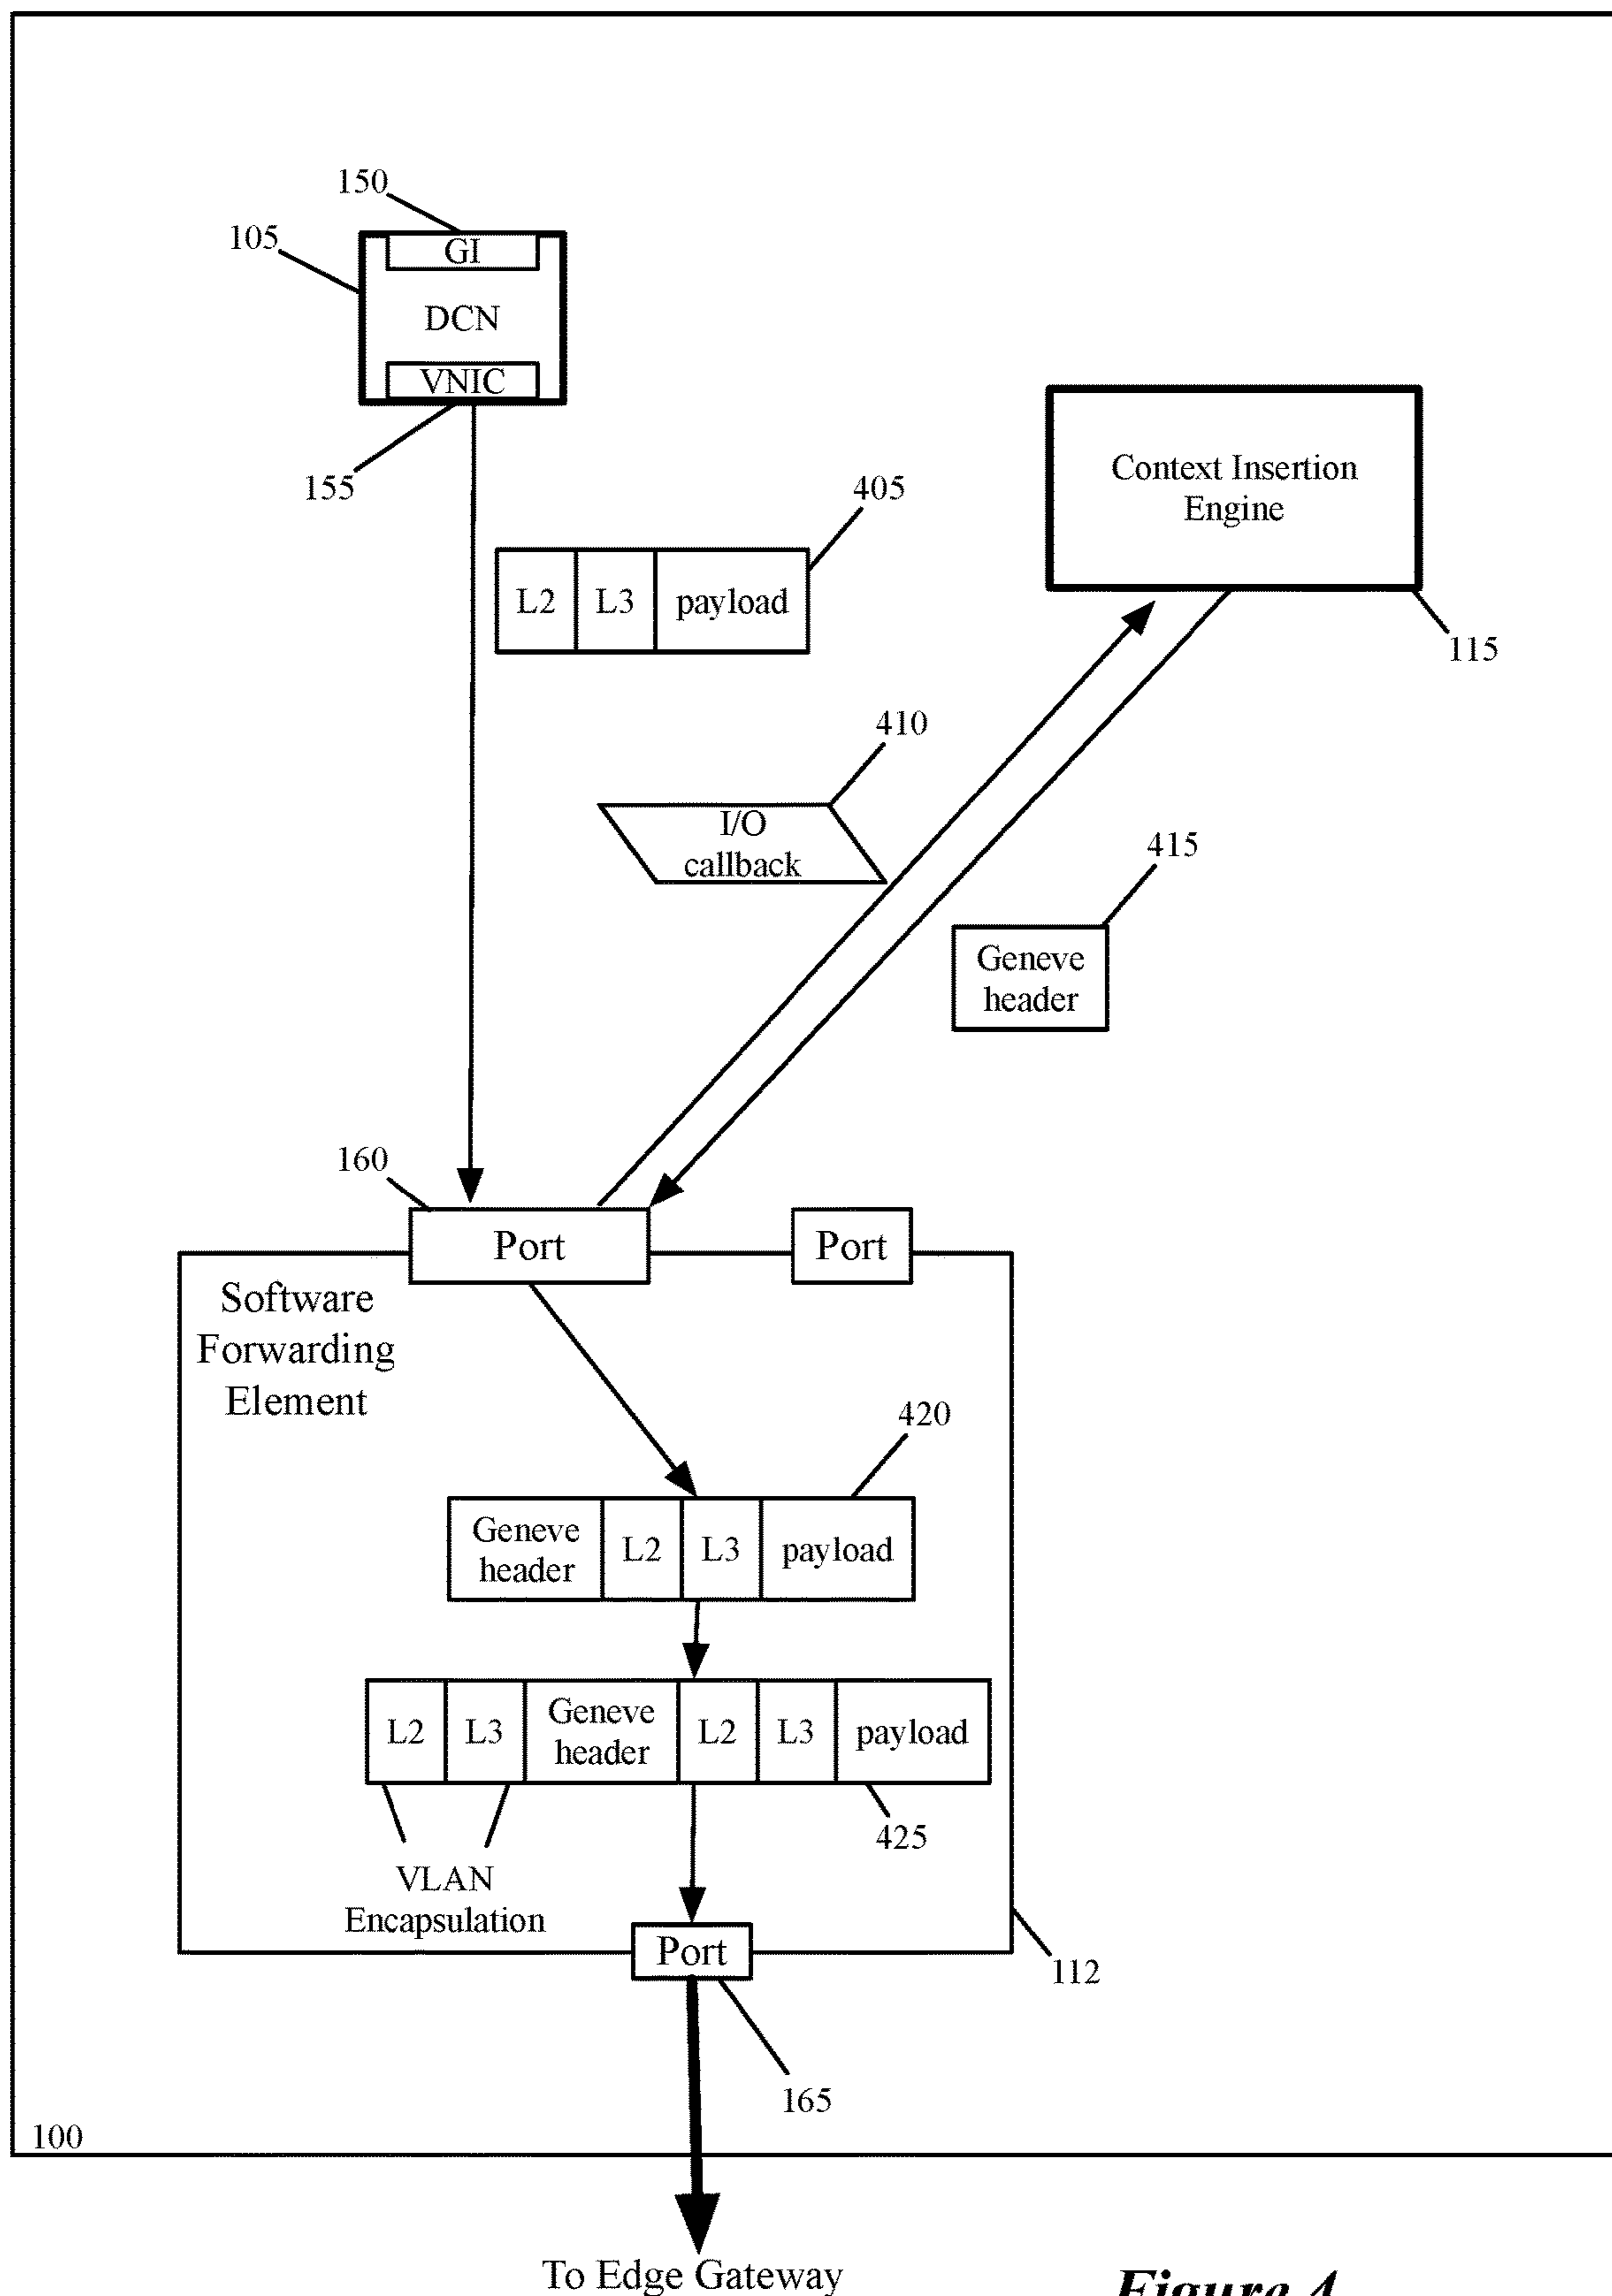 150
105
GI
DCN
VNIC
155
405
L2 L3 payload
Context Insertion
Engine
115
410
I/O
callback
415
Geneve
header
160
Port
Port
Software
Forwarding
Element
420
Geneve
header
L2 L3 payload
L2 L3
Geneve
header
L2 L3 payload
425
VLAN
Encapsulation
Port
112
165
100
To Edge Gateway
Figure 4